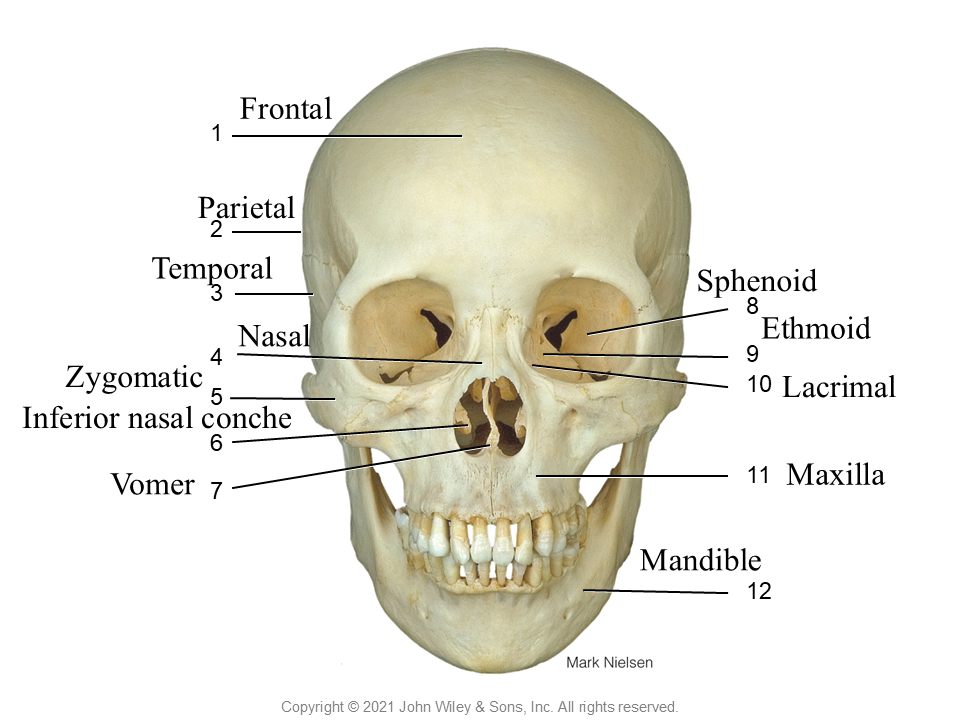 Frontal
1
Parietal
2
Temporal
3
Sphenoid
8
Nasal
4
Ethmoid
9
Zygomatic
5
10 Lacrimal
Inferior nasal conche
6
Vomer 7
11 Maxilla
Mandible
12
Mark Nielsen
Copyright © 2021 John Wiley & Sons, Inc. All rights reserved.